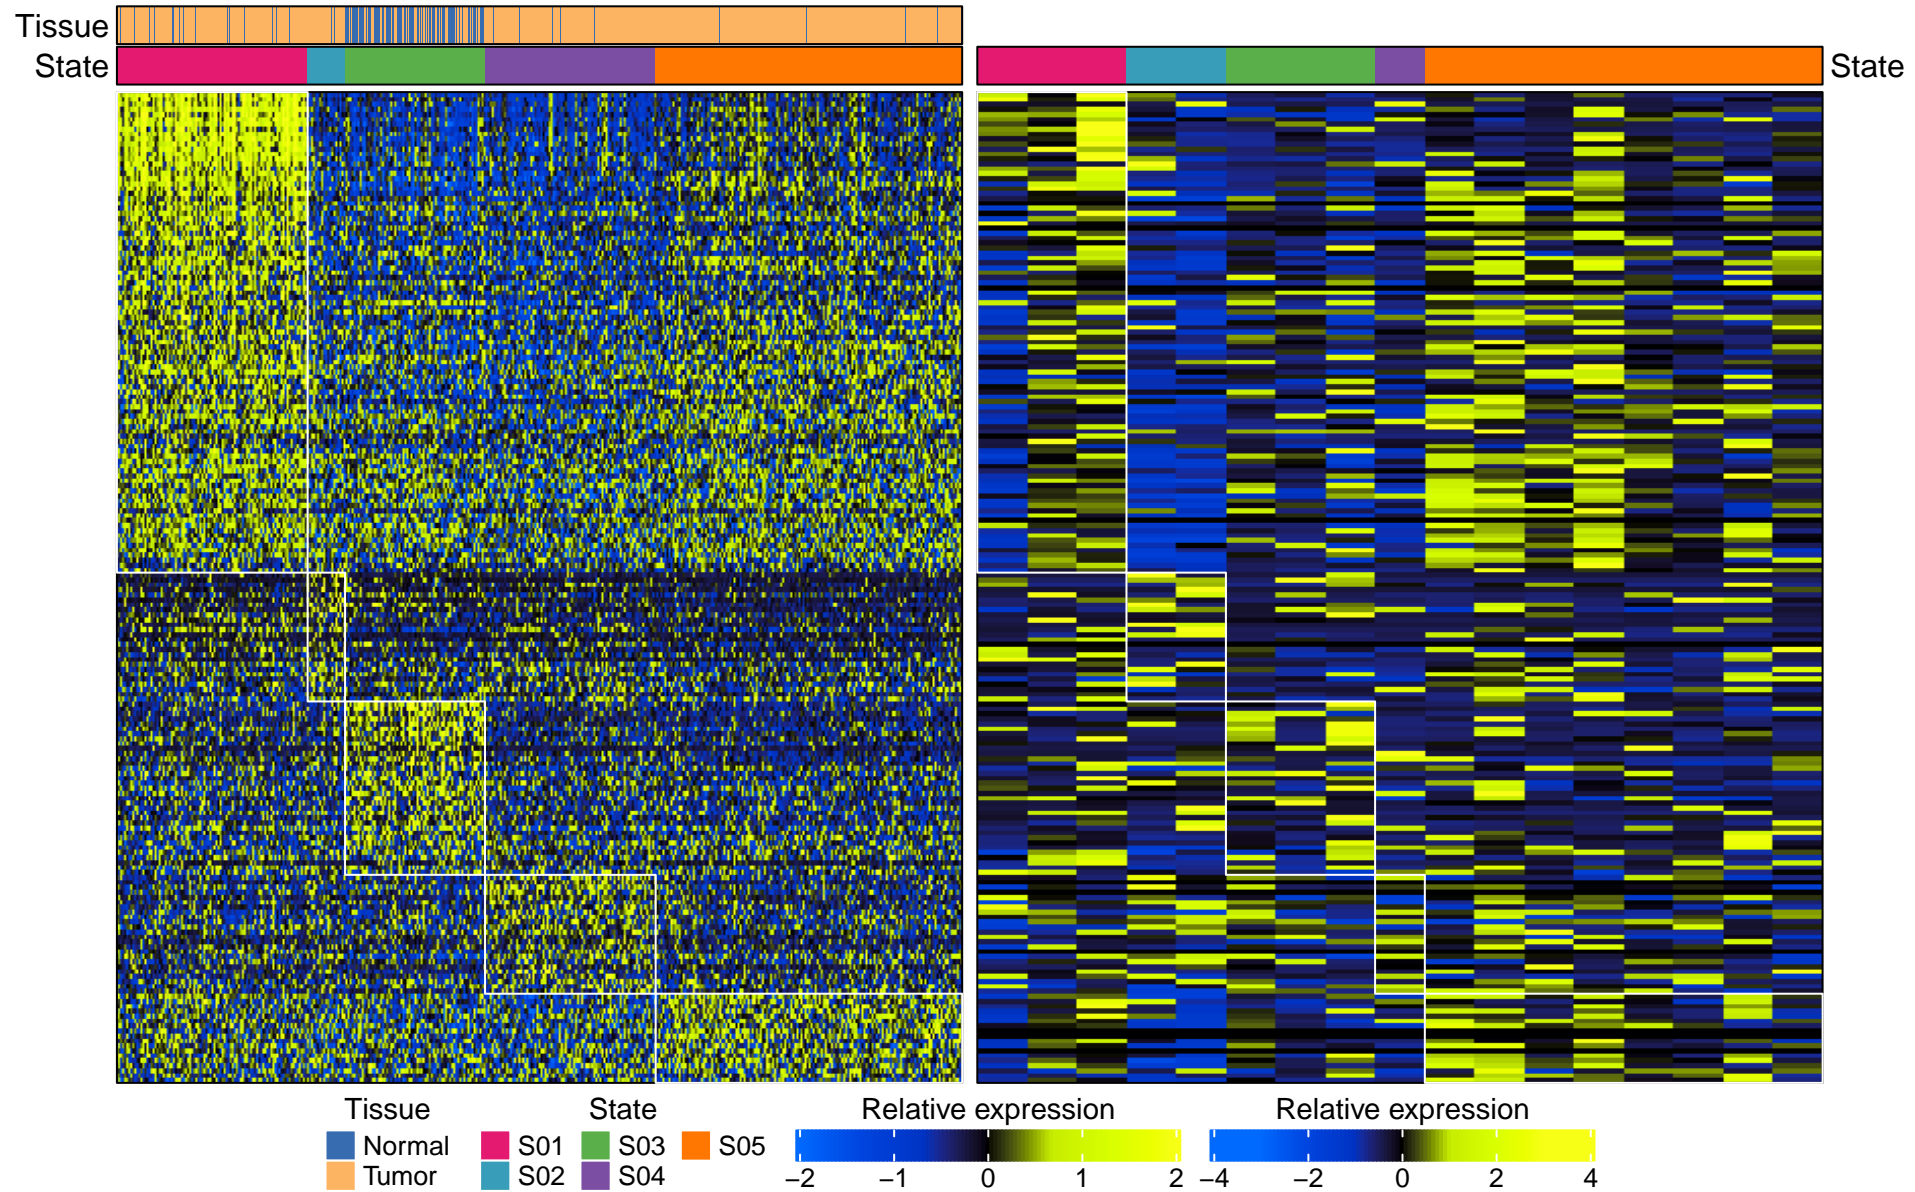 Tissue
State
State
Tissue State Relative expression Relative expression
Normal S01 S03 S05
Tumor S02 S04
−2 −1 0 1 2 −4 −2 0 2 4